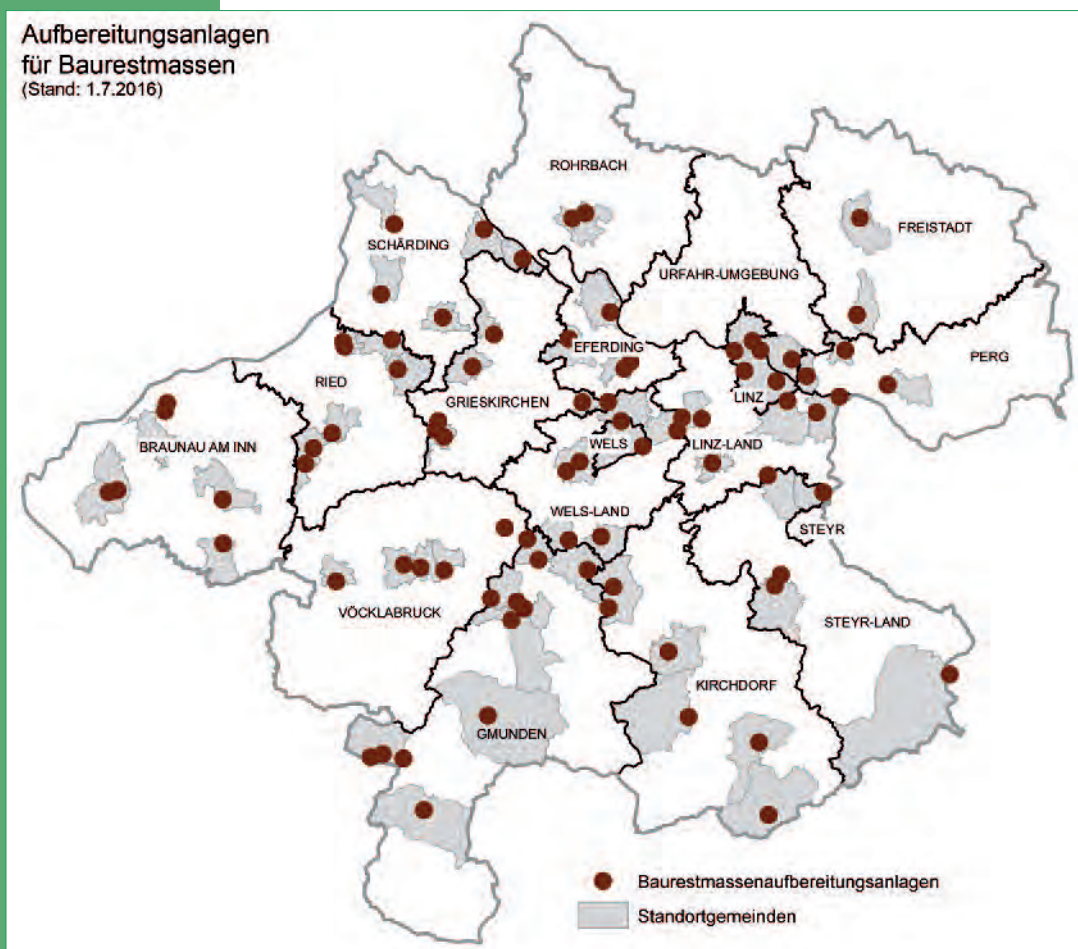 Aufbereitungsanlagen
für Baurestmassen
(Stand: 1.7.2016)
ROHRBACH
FREISTADT
SCHÄRDING
URFAHR-UMGEBUNG
EFERDING
PERG
RIED
LINZ
GRIESKIRCHEN
BRAUNAU AM INN
WELS
LINZ-LAND
WELS-LAND
STEYR
VÖCKLABRUCK
STEYR-LAND
KIRCHDORF
GMUNDEN
Baurestmassenaufbereitungsanlagen
Standortgemeinden